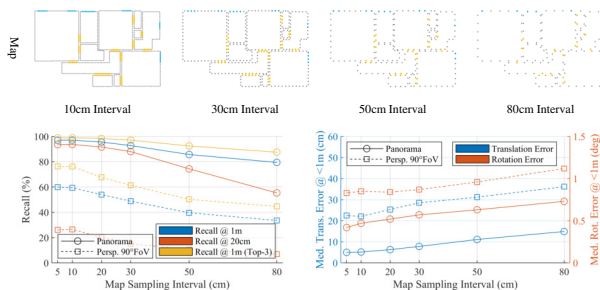 Map
10cm Interval 30cm Interval 50cm Interval 80cm Interval
100
80
60
40
20
0
Recall (%)
Panorama
Persp. 90°FoV
Recall @ 1m
Recall @ 20cm
Recall @ 1m (Top-3)
5 10 20 30 50 80
Map Sampling Interval (cm)
60
50
40
30
20
10
0
Med. Trans. Error @ <1m (cm)
Panorama
Persp. 90°FoV
Translation Error
Rotation Error
1.5
1
0.5
0
Med. Rot. Error @ <1m (deg)
5 10 20 30 50 80
Map Sampling Interval (cm)